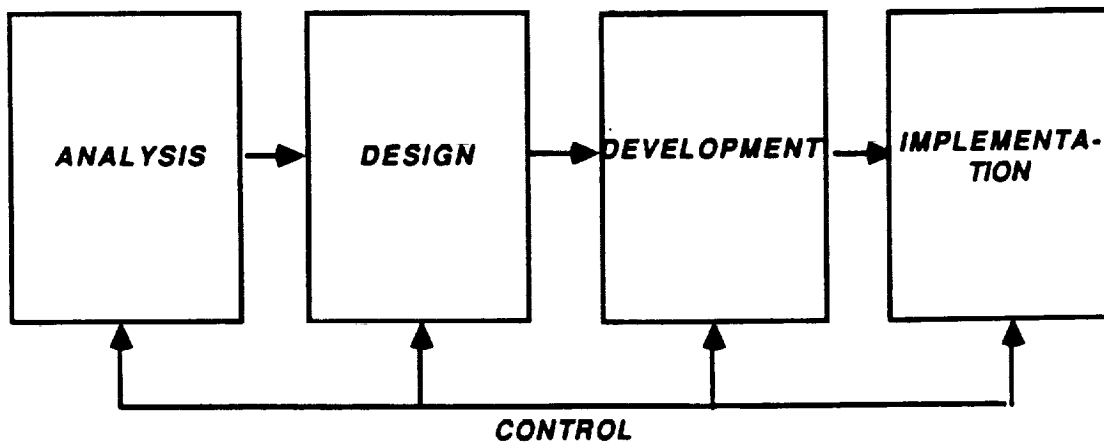 ANALYSIS
DESIGN
DEVELOPMENT
IMPLEMENTA-
TION
CONTROL